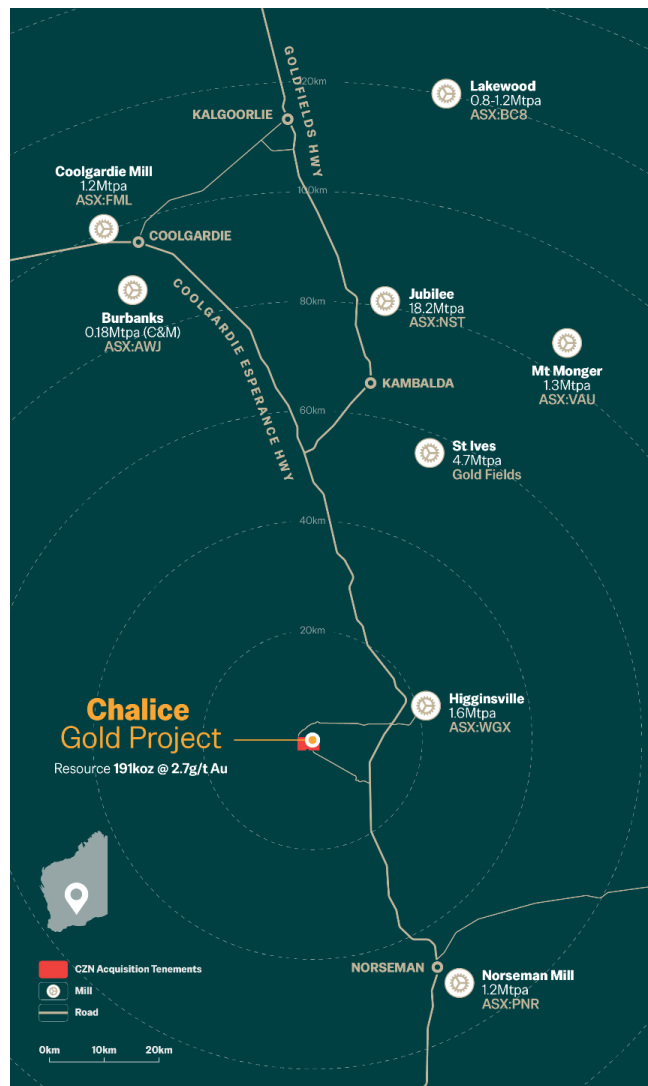 120km
Lakewood
0.8-1.2Mtpa
ASX:BC8
KALGOORLIE
GOLDFIELDS HWY
100km
Coolgardie Mill
1.2Mtpa
ASX:FML
COOLGARDIE
COOLGARDIE ESPERANCE HWY
Burbanks
0.18Mtpa (C&M)
ASX:AWJ
80km
Jubilee
18.2Mtpa
ASX:NST
Mt Monger
1.3Mtpa
ASX:VAU
KAMBALDA
60km
St Ives
4.7Mtpa
Gold Fields
40km
20km
Higginsville
1.6Mtpa
ASX:WGX
Chalice
Gold Project
Resource 191koz @ 2.7g/t Au
NORSEMAN
Norseman Mill
1.2Mtpa
ASX:PNR
CZN Acquisition Tenements
Mill
Road
0km 10km 20km